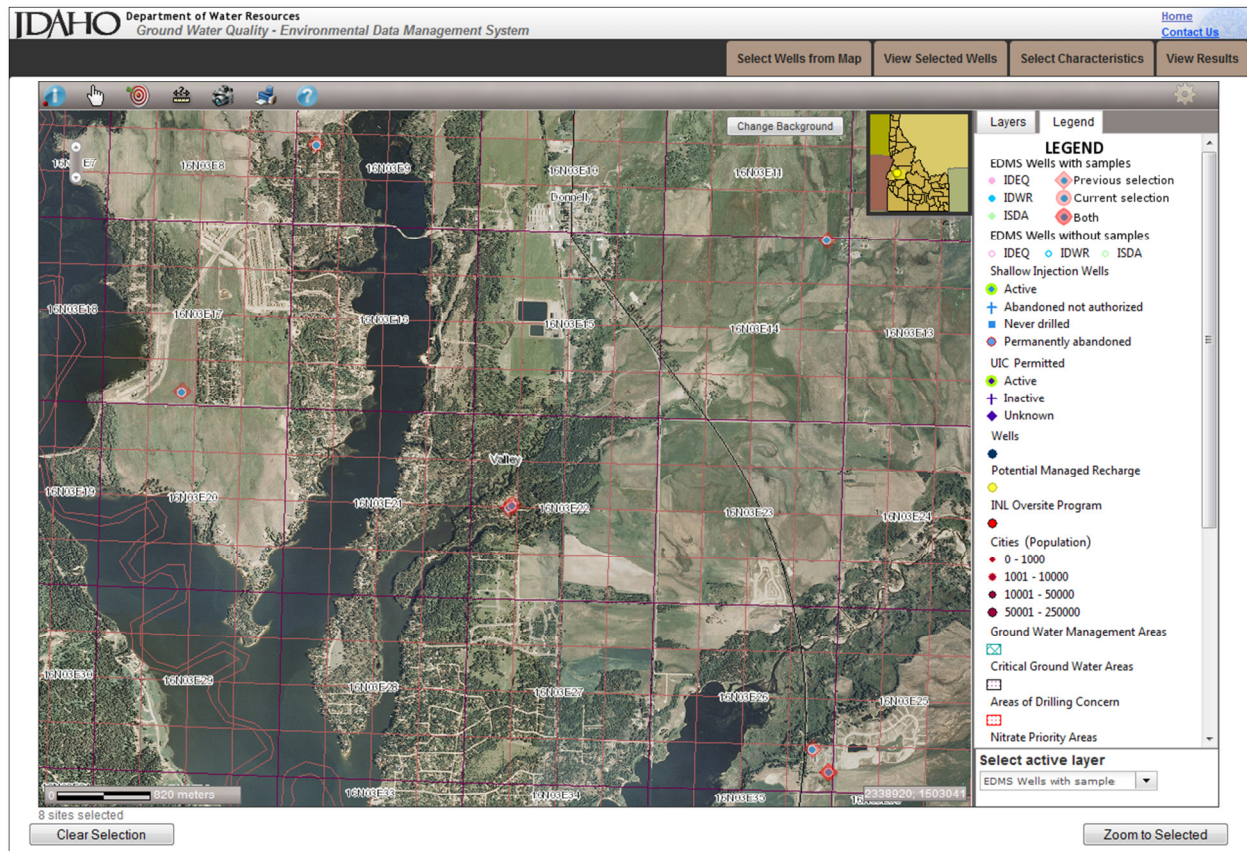 IDAHO Department of Water Resources
Ground Water Quality - Environmental Data Management System
Home
Contact Us
Select Wells from Map
View Selected Wells
Select Characteristics
View Results
Change Background
16N03E8
16N03E9
16N03E11
E7
Donnelly
16N03E18
16N03E17
16N03E16
16N03E15
16N03E14
16N03E13
Valley
16N03E19
16N03E20
16N03E21
16N03E22
16N03E23
16N03E24
16N03E30
16N03E29
16N03E28
16N03E27
16N03E26
16N03E25
16N03E33
16N03E34
16N03E35
0 820 meters
2338920; 1503041
8 sites selected
Clear Selection
Zoom to Selected
Layers
Legend
LEGEND
EDMS Wells with samples
IDEQ Previous selection
IDWR Current selection
ISDA Both
EDMS Wells without samples
IDEQ IDWR ISDA
Shallow Injection Wells
Active
Abandoned not authorized
Never drilled
Permanently abandoned
UIC Permitted
Active
Inactive
Unknown
Wells
Potential Managed Recharge
INL Oversite Program
Cities (Population)
0 - 1000
1001 - 10000
10001 - 50000
50001 - 250000
Ground Water Management Areas
Critical Ground Water Areas
Areas of Drilling Concern
Nitrate Priority Areas
Select active layer
EDMS Wells with sample